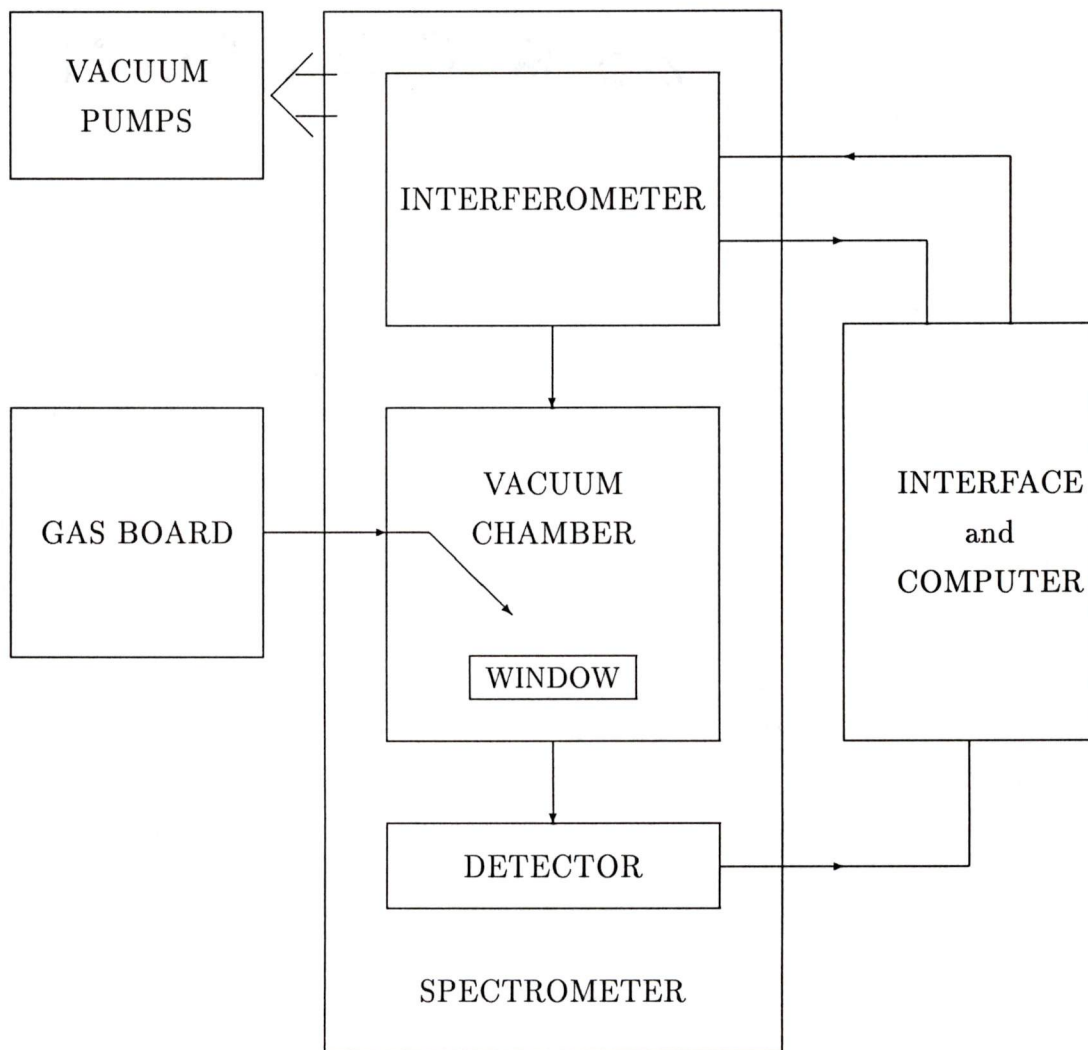 VACUUM
PUMPS
INTERFEROMETER
GAS BOARD
VACUUM
CHAMBER
WINDOW
INTERFACE
and
COMPUTER
DETECTOR
SPECTROMETER